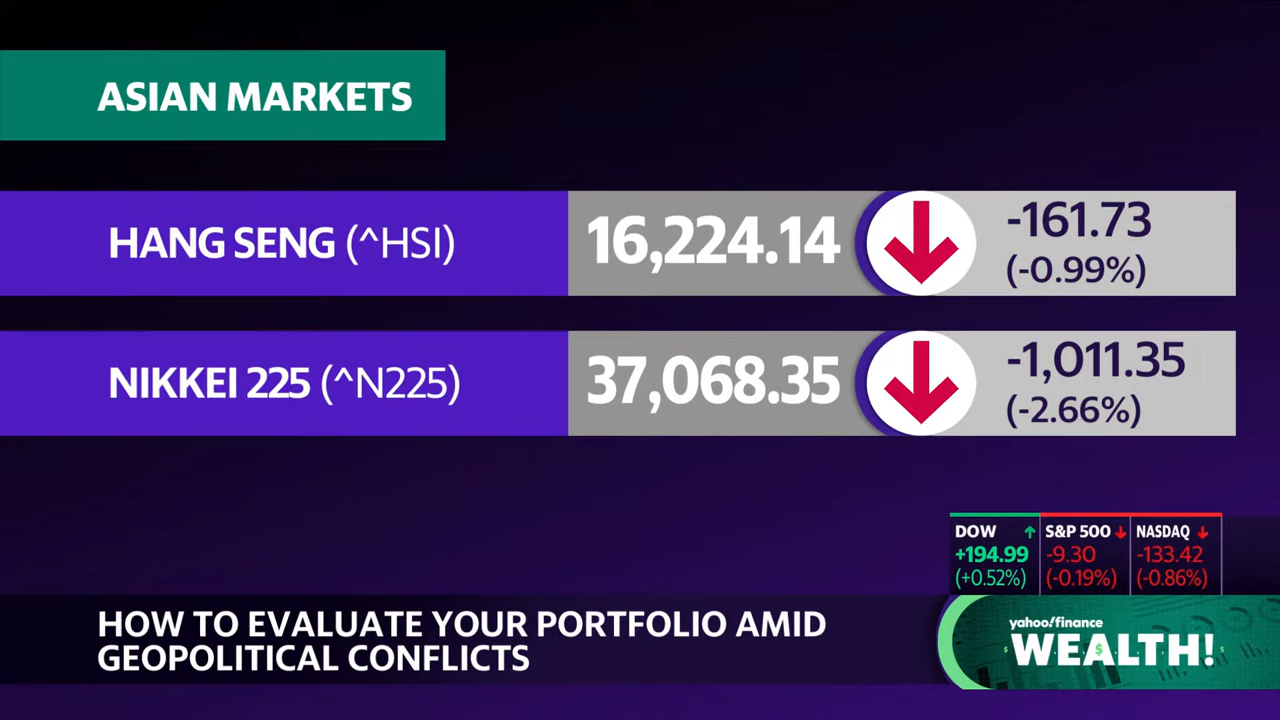 ASIAN MARKETS
HANG SENG (^HSI) 16,224.14 -161.73
(-0.99%)
NIKKEI 225 (^N225) 37,068.35 -1,011.35
(-2.66%)
DOW S&P 500 NASDAQ
+194.99 -9.30 -133.42
(+0.52%) (-0.19%) (-0.86%)
HOW TO EVALUATE YOUR PORTFOLIO AMID
GEOPOLITICAL CONFLICTS
yahoo!finance
WEALTH!